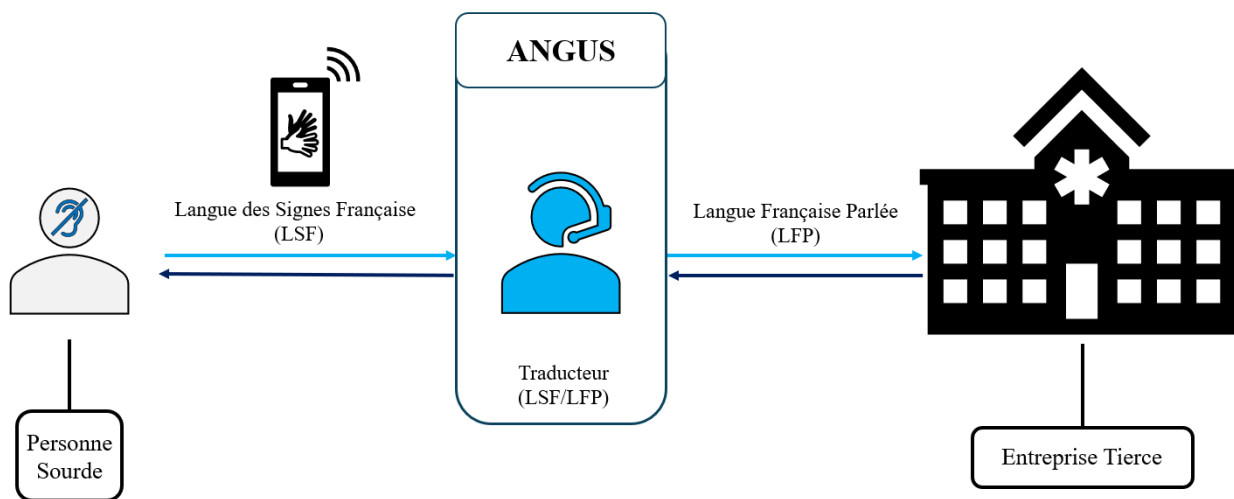 ANGUS
Langue des Signes Française
(LSF)
Langue Française Parlée
(LFP)
Traducteur
(LSF/LFP)
Personne
Sourde
Entreprise Tierce